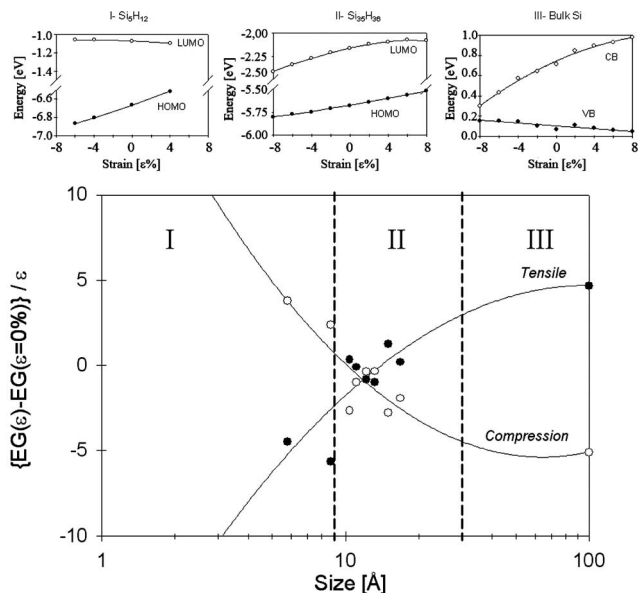 I- Si5H12
II- Si35H36
III- Bulk Si
Energy [eV]
-1.0
-1.2
-1.4
-6.6
-6.8
-7.0
LUMO
HOMO
-8 -4 0 4 8
Strain [ε%]
Energy [eV]
-2.00
-2.25
-2.50
-5.75
-6.00
LUMO
HOMO
-8 -4 0 4 8
Strain [ε%]
Energy [eV]
1.0
0.8
0.6
0.4
0.2
0.0
CB
VB
-8 -4 0 4 8
Strain [ε%]
{EG(ε)-EG(ε=0%)} / ε
10
5
0
-5
-10
I II III
Tensile
Compression
1 10 100
Size [Å]